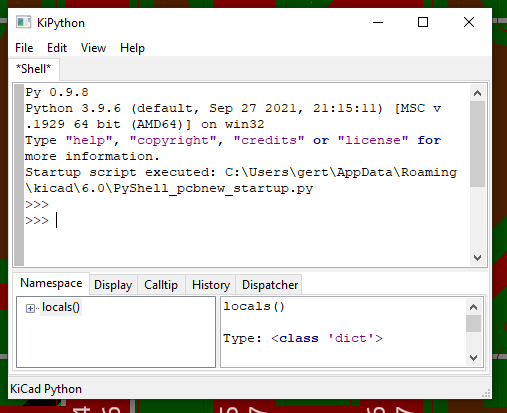 KiPython
File Edit View Help
*Shell*
Py 0.9.8
Python 3.9.6 (default, Sep 27 2021, 21:15:11) [MSC v
.1929 64 bit (AMD64)] on win32
Type "help", "copyright", "credits" or "license" for
more information.
Startup script executed: C:\Users\gert\AppData\Roaming
\kicad\6.0\PyShell_pcbnew_startup.py
>>>
>>>
Namespace Display Calltip History Dispatcher
locals()
locals()
Type: <class 'dict'>
KiCad Python